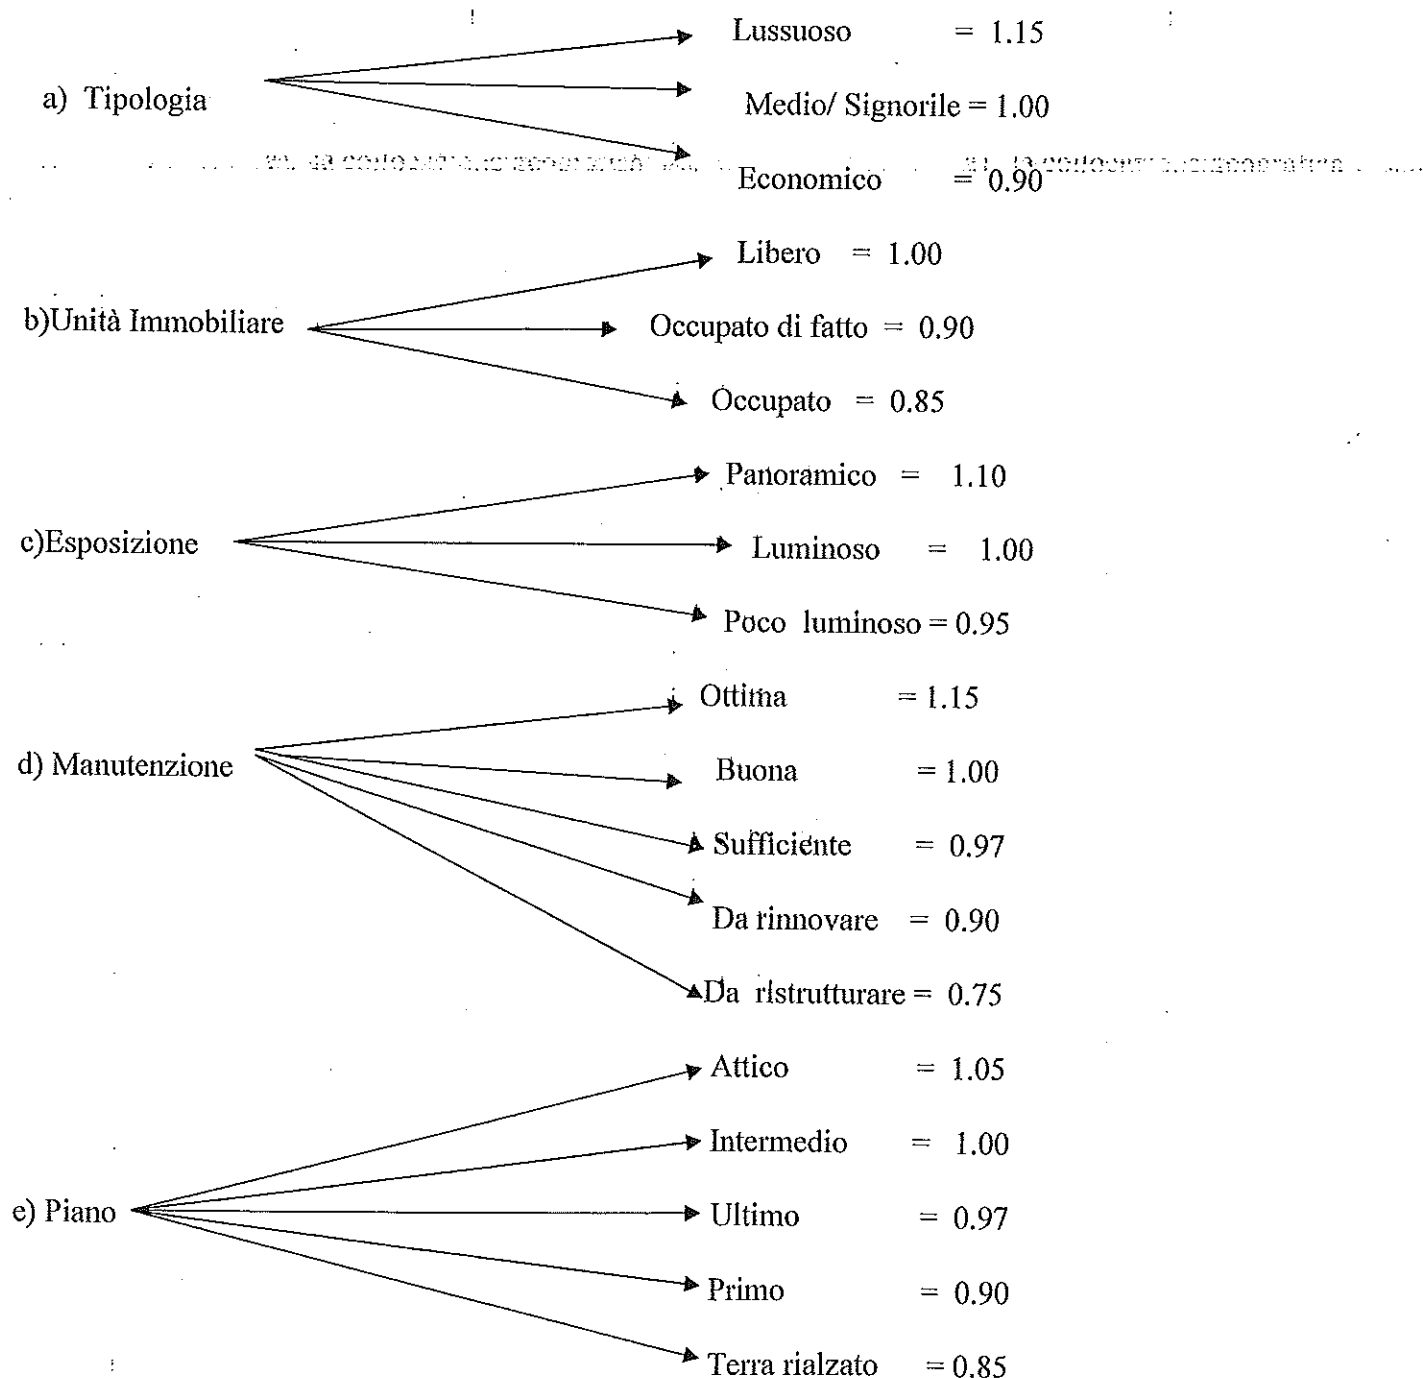 Lussuoso = 1.15
a) Tipologia
Medio/ Signorile = 1.00
Economico = 0.90
Libero = 1.00
b)Unità Immobiliare
Occupato di fatto = 0.90
Occupato = 0.85
Panoramico = 1.10
c)Esposizione
Luminoso = 1.00
Poco luminoso = 0.95
Ottima = 1.15
d) Manutenzione
Buona = 1.00
Sufficiente = 0.97
Da rinnovare = 0.90
Da ristrutturare = 0.75
Attico = 1.05
Intermedio = 1.00
e) Piano
Ultimo = 0.97
Primo = 0.90
Terra rialzato = 0.85